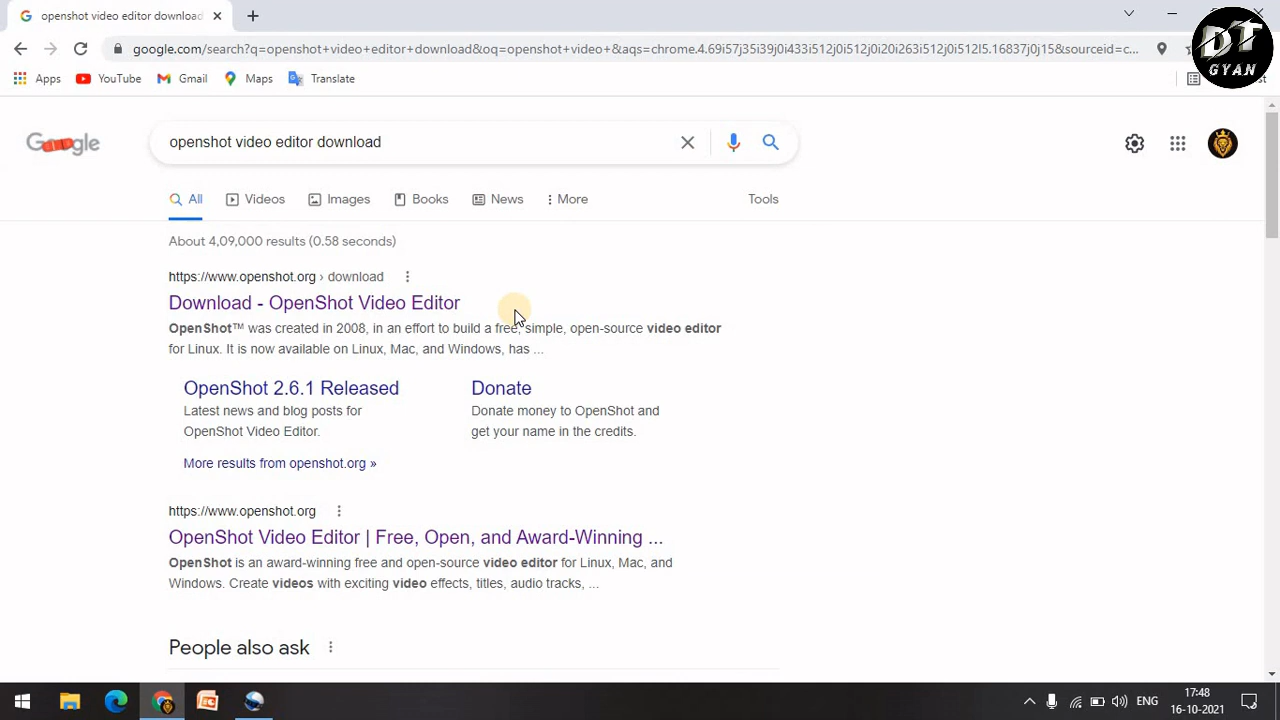 openshot video editor download
google.com/search?q=openshot+video+editor+download&oq=openshot+video+&aqs=chrome.4.69i57j35i39j0i433i512j0i512j0i20i263i512j0i512l5.16837j0j15&sourceid=c...
Apps YouTube Gmail Maps Translate
DT
GYAN
Google
openshot video editor download
All Videos Images Books News More Tools
About 4,09,000 results (0.58 seconds)
https://www.openshot.org › download
Download - OpenShot Video Editor
OpenShot™ was created in 2008, in an effort to build a free, simple, open-source video editor
for Linux. It is now available on Linux, Mac, and Windows, has ...
OpenShot 2.6.1 Released Donate
Latest news and blog posts for Donate money to OpenShot and
OpenShot Video Editor. get your name in the credits.
More results from openshot.org »
https://www.openshot.org
OpenShot Video Editor | Free, Open, and Award-Winning ...
OpenShot is an award-winning free and open-source video editor for Linux, Mac, and
Windows. Create videos with exciting video effects, titles, audio tracks, ...
People also ask
ENG 17:48
16-10-2021